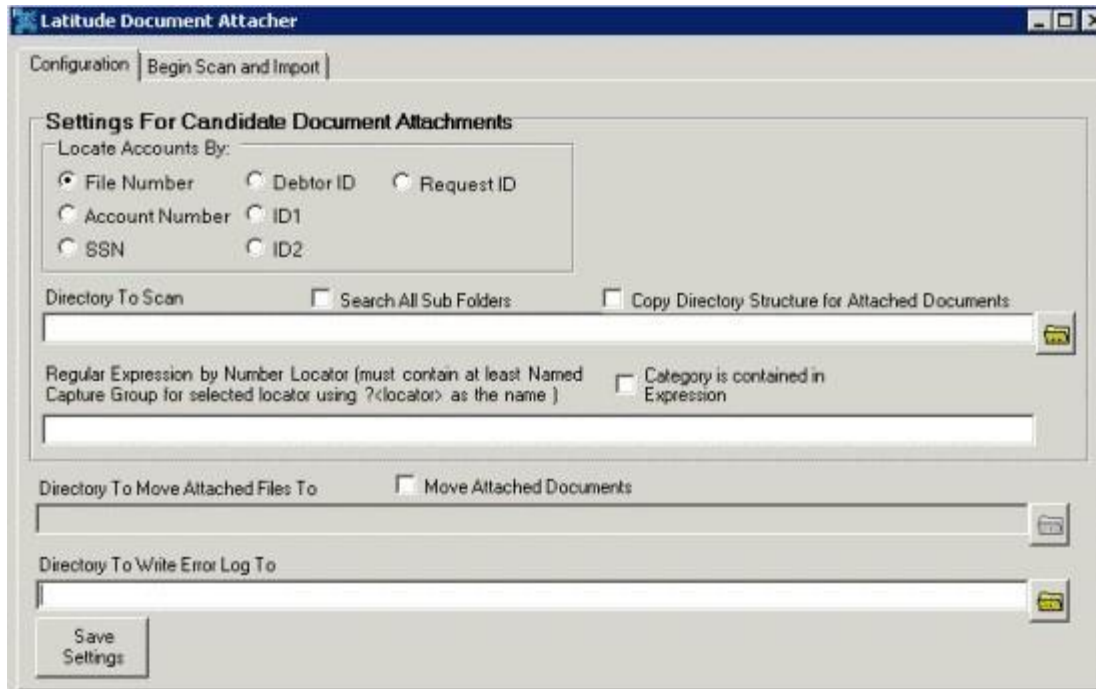 Latitude Document Attacher
Configuration Begin Scan and Import
Settings For Candidate Document Attachments
Locate Accounts By:
File Number Debtor ID Request ID
Account Number ID1
SSN ID2
Directory To Scan Search All Sub Folders Copy Directory Structure for Attached Documents
Regular Expression by Number Locator (must contain at least Named
Capture Group for selected locator using ?<locator> as the name )
Category is contained in
Expression
Directory To Move Attached Files To Move Attached Documents
Directory To Write Error Log To
Save
Settings